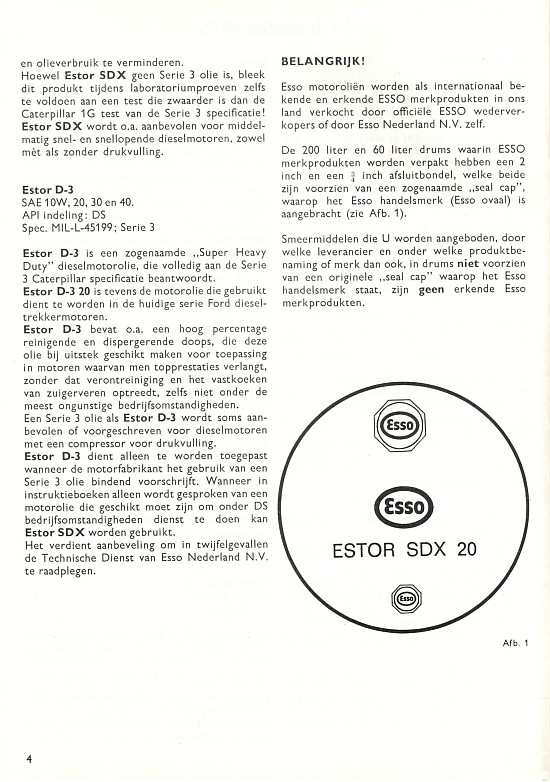 en olieverbruik te verminderen.
Hoewel Estor SDX geen Serie 3 olie is, bleek
dit produkt tijdens laboratoriumproeven zelfs
te voldoen aan een test die zwaarder is dan de
Caterpillar 1G test van de Serie 3 specificatie!
Estor SDX wordt o.a. aanbevolen voor middel-
matig snel- en snellopende dieselmotoren, zowel
mèt als zonder drukvulling.
Estor D-3
SAE 10W, 20, 30 en 40.
API indeling: DS
Spec. MIL-L-45199; Serie 3
Estor D-3 is een zogenaamde „Super Heavy
Duty" dieselmotorolie, die volledig aan de Serie
3 Caterpillar specificatie beantwoordt.
Estor D-3 20 is tevens de motorolie die gebruikt
dient te worden in de huidige serie Ford diesel-
trekkermotoren.
Estor D-3 bevat o.a. een hoog percentage
reinigende en dispergerende doops, die deze
olie bij uitstek geschikt maken voor toepassing
in motoren waarvan men topprestaties verlangt,
zonder dat verontreiniging en het vastkoeken
van zuigerveren optreedt, zelfs niet onder de
meest ongunstige bedrijfsomstandigheden.
Een Serie 3 olie als Estor D-3 wordt soms aan-
bevolen of voorgeschreven voor dieselmotoren
met een compressor voor drukvulling.
Estor D-3 dient alleen te worden toegepast
wanneer de motorfabrikant het gebruik van een
Serie 3 olie bindend voorschrijft. Wanneer in
instruktieboeken alleen wordt gesproken van een
motorolie die geschikt moet zijn om onder DS
bedrijfsomstandigheden dienst te doen kan
Estor SDX worden gebruikt.
Het verdient aanbeveling om in twijfelgevallen
de Technische Dienst van Esso Nederland N.V.
te raadplegen.
BELANGRIJK!
Esso motoroliën worden als internationaal be-
kende en erkende ESSO merkprodukten in ons
land verkocht door officiële ESSO wederver-
kopers of door Esso Nederland N.V. zelf.
De 200 liter en 60 liter drums waarin ESSO
merkprodukten worden verpakt hebben een 2
inch en een ¾ inch afsluitbondel, welke beide
zijn voorzien van een zogenaamde „seal cap",
waarop het Esso handelsmerk (Esso ovaal) is
aangebracht (zie Afb. 1).
Smeermiddelen die U worden aangeboden, door
welke leverancier en onder welke produktbe-
naming of merk dan ook, in drums niet voorzien
van een originele „seal cap" waarop het Esso
handelsmerk staat, zijn geen erkende Esso
merkprodukten.
Esso
Esso
ESTOR SDX 20
Esso
Afb. 1
4